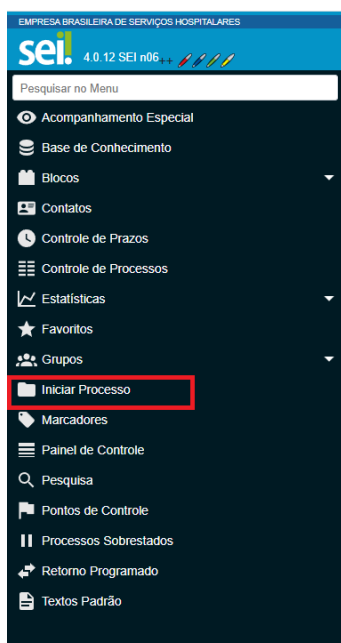 EMPRESA BRASILEIRA DE SERVIÇOS HOSPITALARES
sei! 4.0.12 SEI n06++
Pesquisar no Menu
Acompanhamento Especial
Base de Conhecimento
Blocos
Contatos
Controle de Prazos
Controle de Processos
Estatísticas
Favoritos
Grupos
Iniciar Processo
Marcadores
Painel de Controle
Pesquisa
Pontos de Controle
Processos Sobrestados
Retorno Programado
Textos Padrão